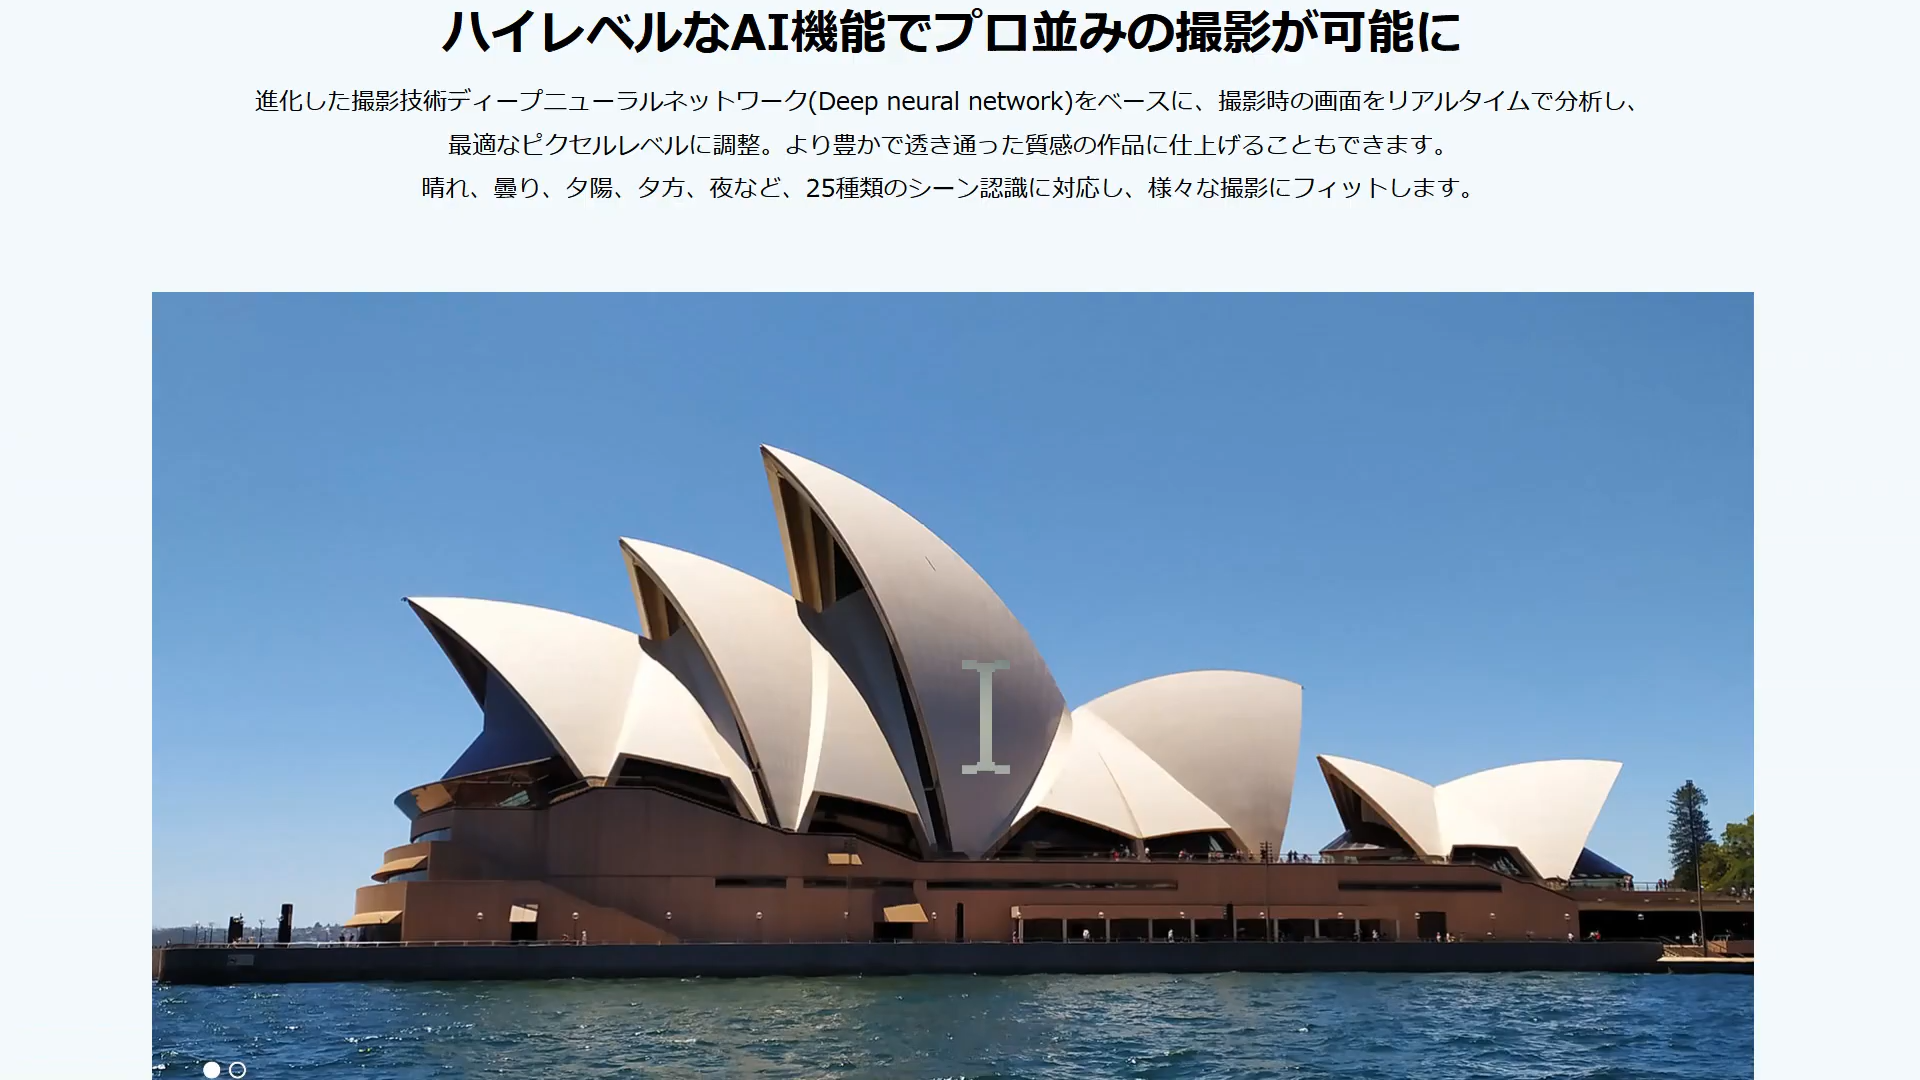 ハイレベルなAI機能でプロ並みの撮影が可能に
進化した撮影技術ディープニューラルネットワーク(Deep neural network)をベースに、撮影時の画面をリアルタイムで分析し、
最適なピクセルレベルに調整。より豊かで透き通った質感の作品に仕上げることもできます。
晴れ、曇り、夕陽、夕方、夜など、25種類のシーン認識に対応し、様々な撮影にフィットします。